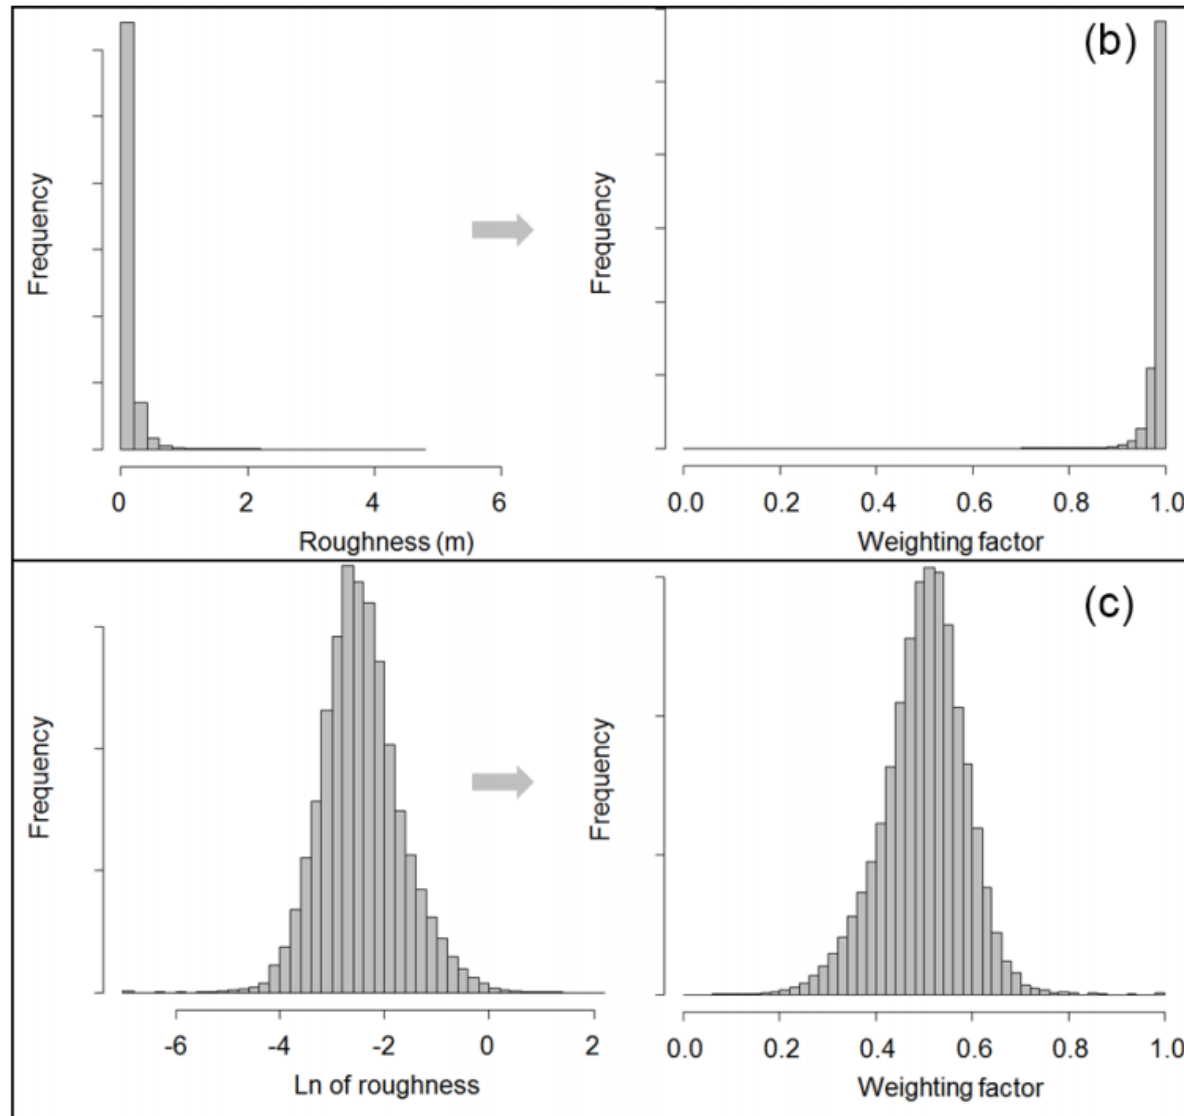 (b)
Frequency
Frequency
0 2 4 6
0.0 0.2 0.4 0.6 0.8 1.0
Roughness (m)
Weighting factor
(c)
Frequency
Frequency
-6 -4 -2 0 2
0.0 0.2 0.4 0.6 0.8 1.0
Ln of roughness
Weighting factor